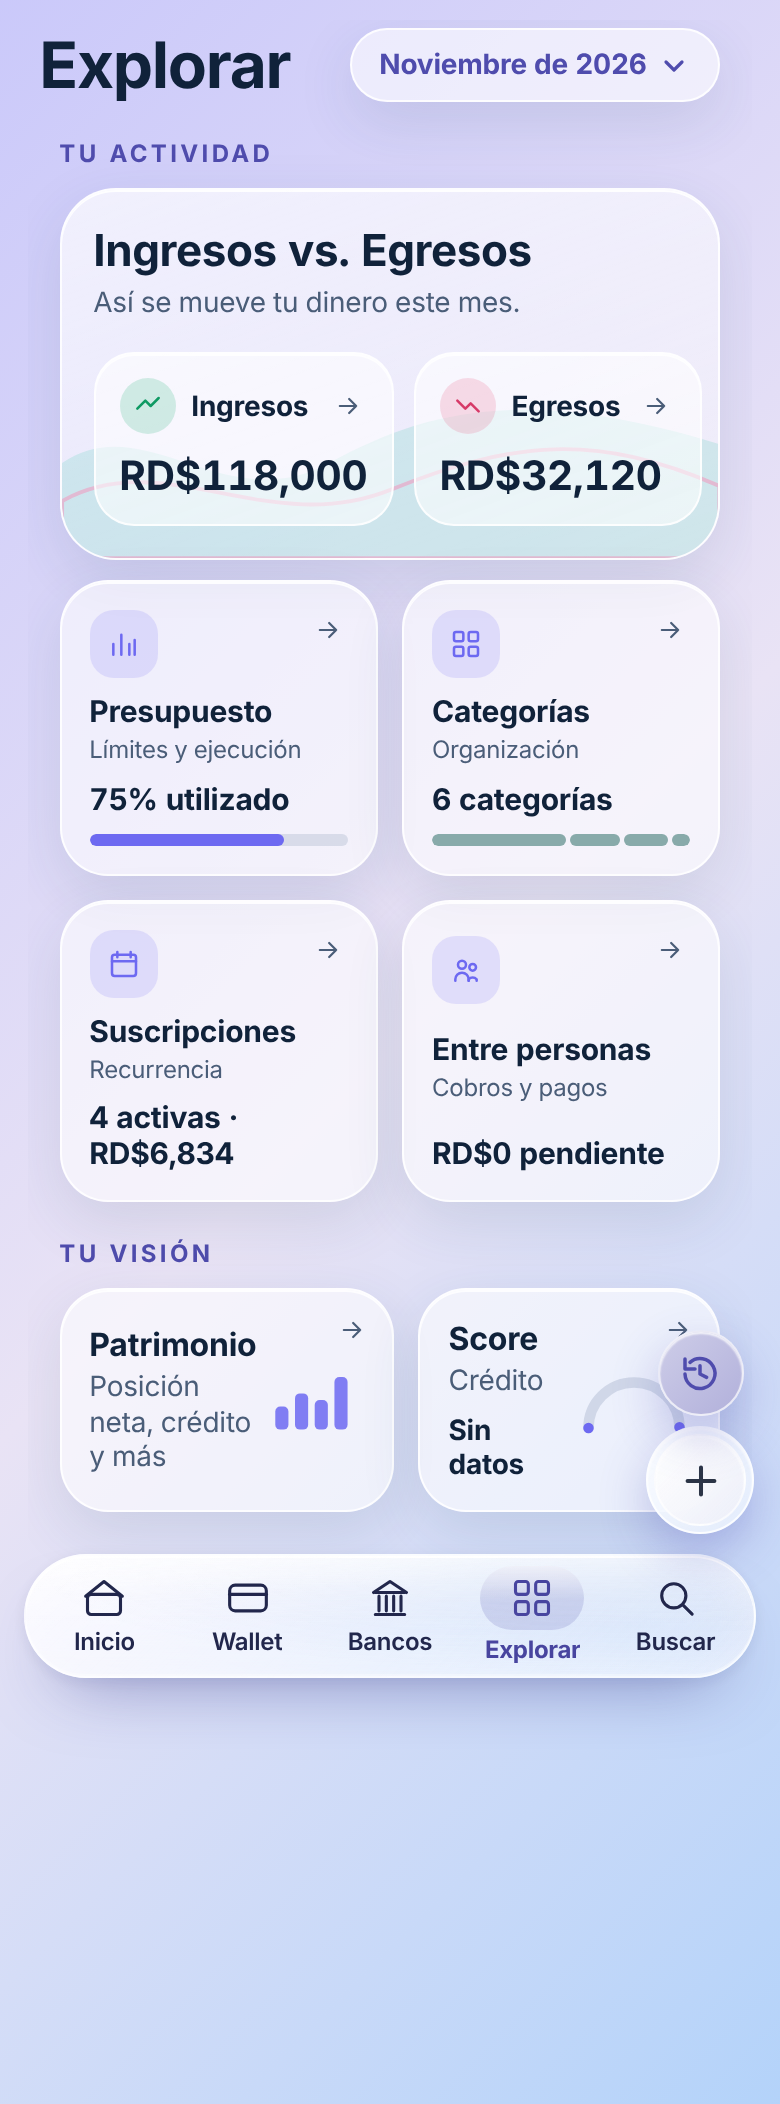 Explorar
Noviembre de 2026
TU ACTIVIDAD
Ingresos vs. Egresos
Así se mueve tu dinero este mes.
Ingresos
RD$118,000
Egresos
RD$32,120
Presupuesto
Límites y ejecución
75% utilizado
Categorías
Organización
6 categorías
Suscripciones
Recurrencia
4 activas ·
RD$6,834
Entre personas
Cobros y pagos
RD$0 pendiente
TU VISIÓN
Patrimonio
Posición
neta, crédito
y más
Score
Crédito
Sin
datos
Inicio
Wallet
Bancos
Explorar
Buscar